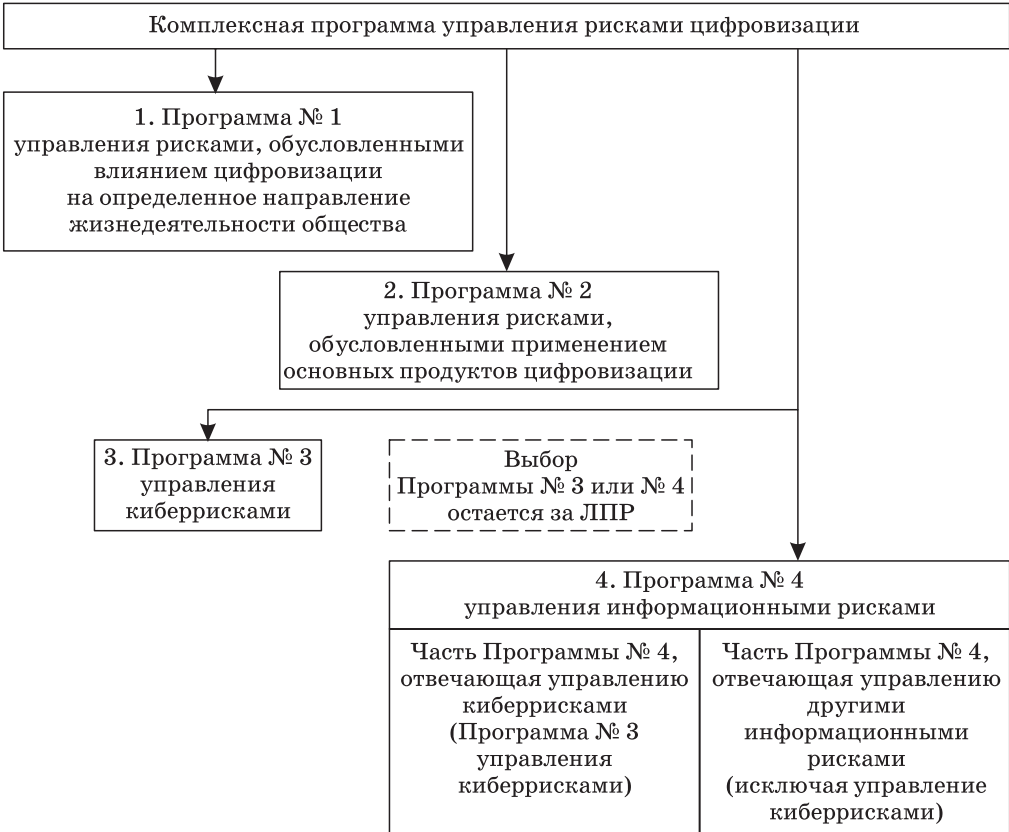 Комплексная программа управления рисками цифровизации
1. Программа № 1
управления рисками, обусловленными
влиянием цифровизации
на определенное направление
жизнедеятельности общества
2. Программа № 2
управления рисками,
обусловленными применением
основных продуктов цифровизации
3. Программа № 3
управления
киберрисками
Выбор
Программы № 3 или № 4
остается за ЛПР
4. Программа № 4
управления информационными рисками
Часть Программы № 4,
отвечающая управлению
киберрисками
(Программа № 3
управления
киберрисками)
Часть Программы № 4,
отвечающая управлению
другими
информационными
рисками
(исключая управление
киберрисками)